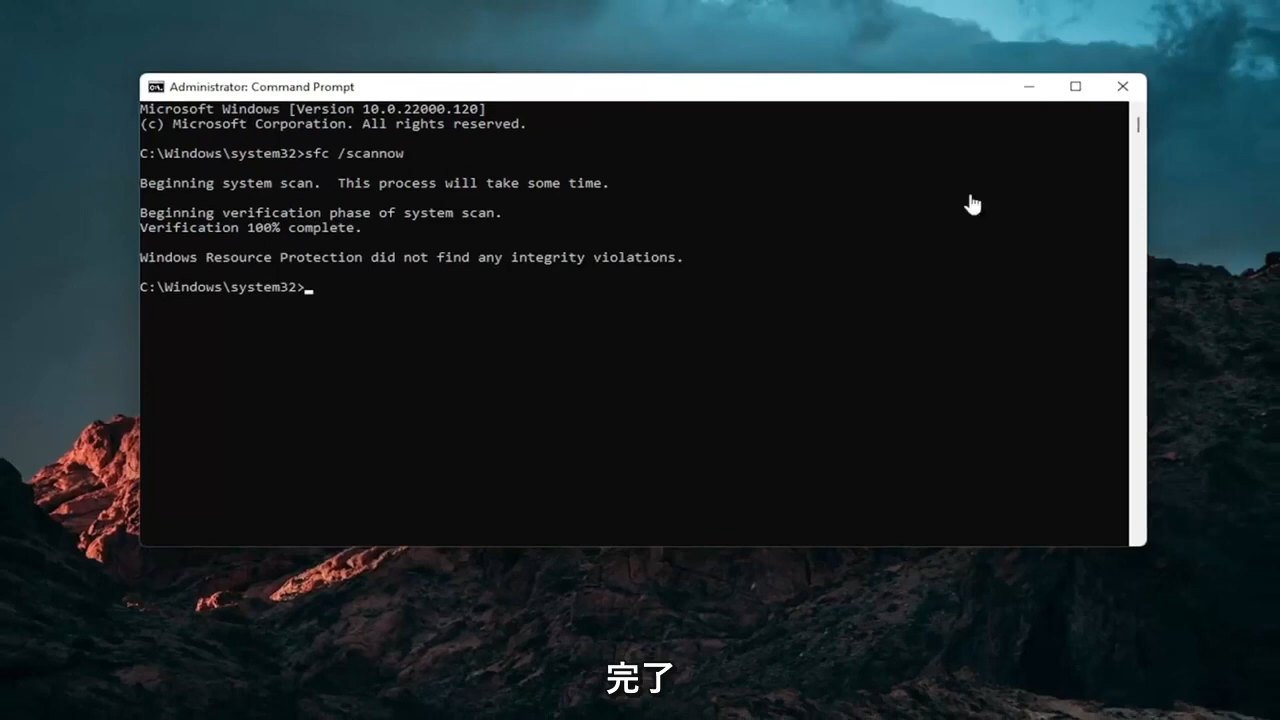 Administrator: Command Prompt
Microsoft Windows [Version 10.0.22000.120]
(c) Microsoft Corporation. All rights reserved.
C:\Windows\system32>sfc /scannow
Beginning system scan.  This process will take some time.
Beginning verification phase of system scan.
Verification 100% complete.
Windows Resource Protection did not find any integrity violations.
C:\Windows\system32>
完了